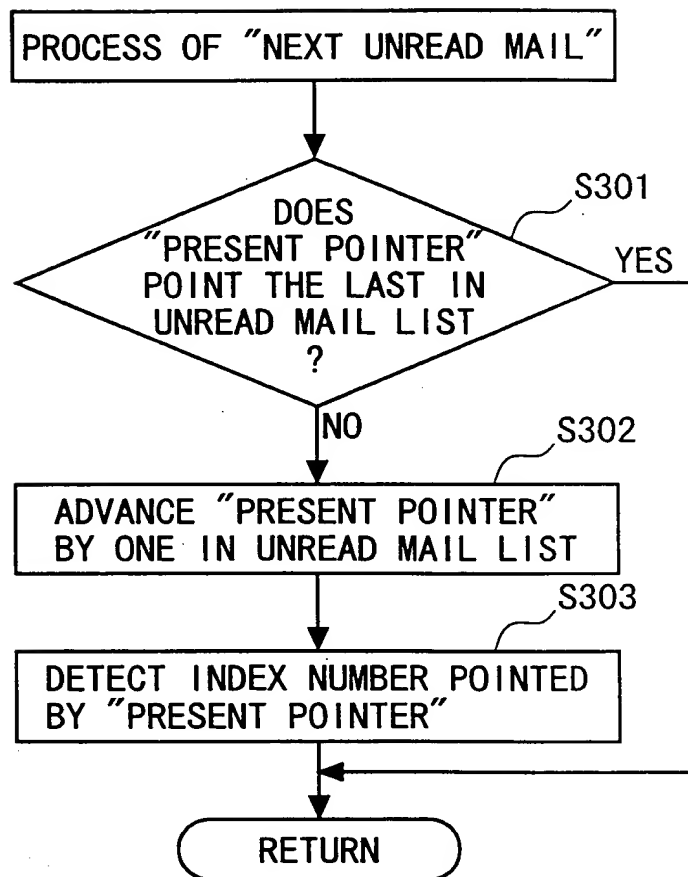 PROCESS OF "NEXT UNREAD MAIL"
S301
DOES
"PRESENT POINTER"
POINT THE LAST IN
UNREAD MAIL LIST
?
YES
NO
S302
ADVANCE "PRESENT POINTER"
BY ONE IN UNREAD MAIL LIST
S303
DETECT INDEX NUMBER POINTED
BY "PRESENT POINTER"
RETURN